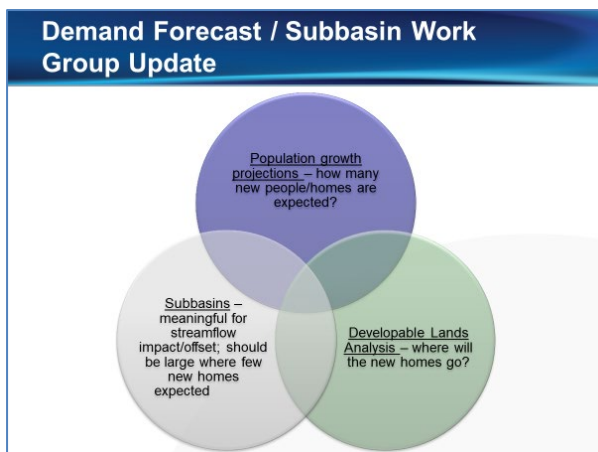 Demand Forecast / Subbasin Work
Group Update
Population growth
projections – how many
new people/homes are
expected?
Subbasins –
meaningful for
streamflow
impact/offset; should
be large where few
new homes
expected
Developable Lands
Analysis – where will
the new homes go?